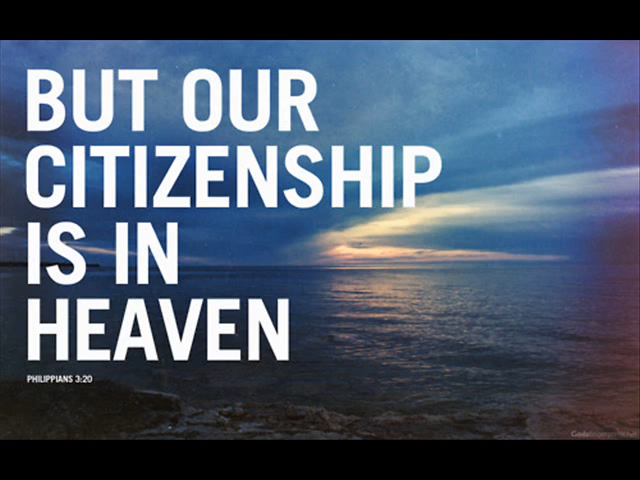 BUT OUR
CITIZENSHIP
IS IN
HEAVEN
PHILIPPIANS 3:20